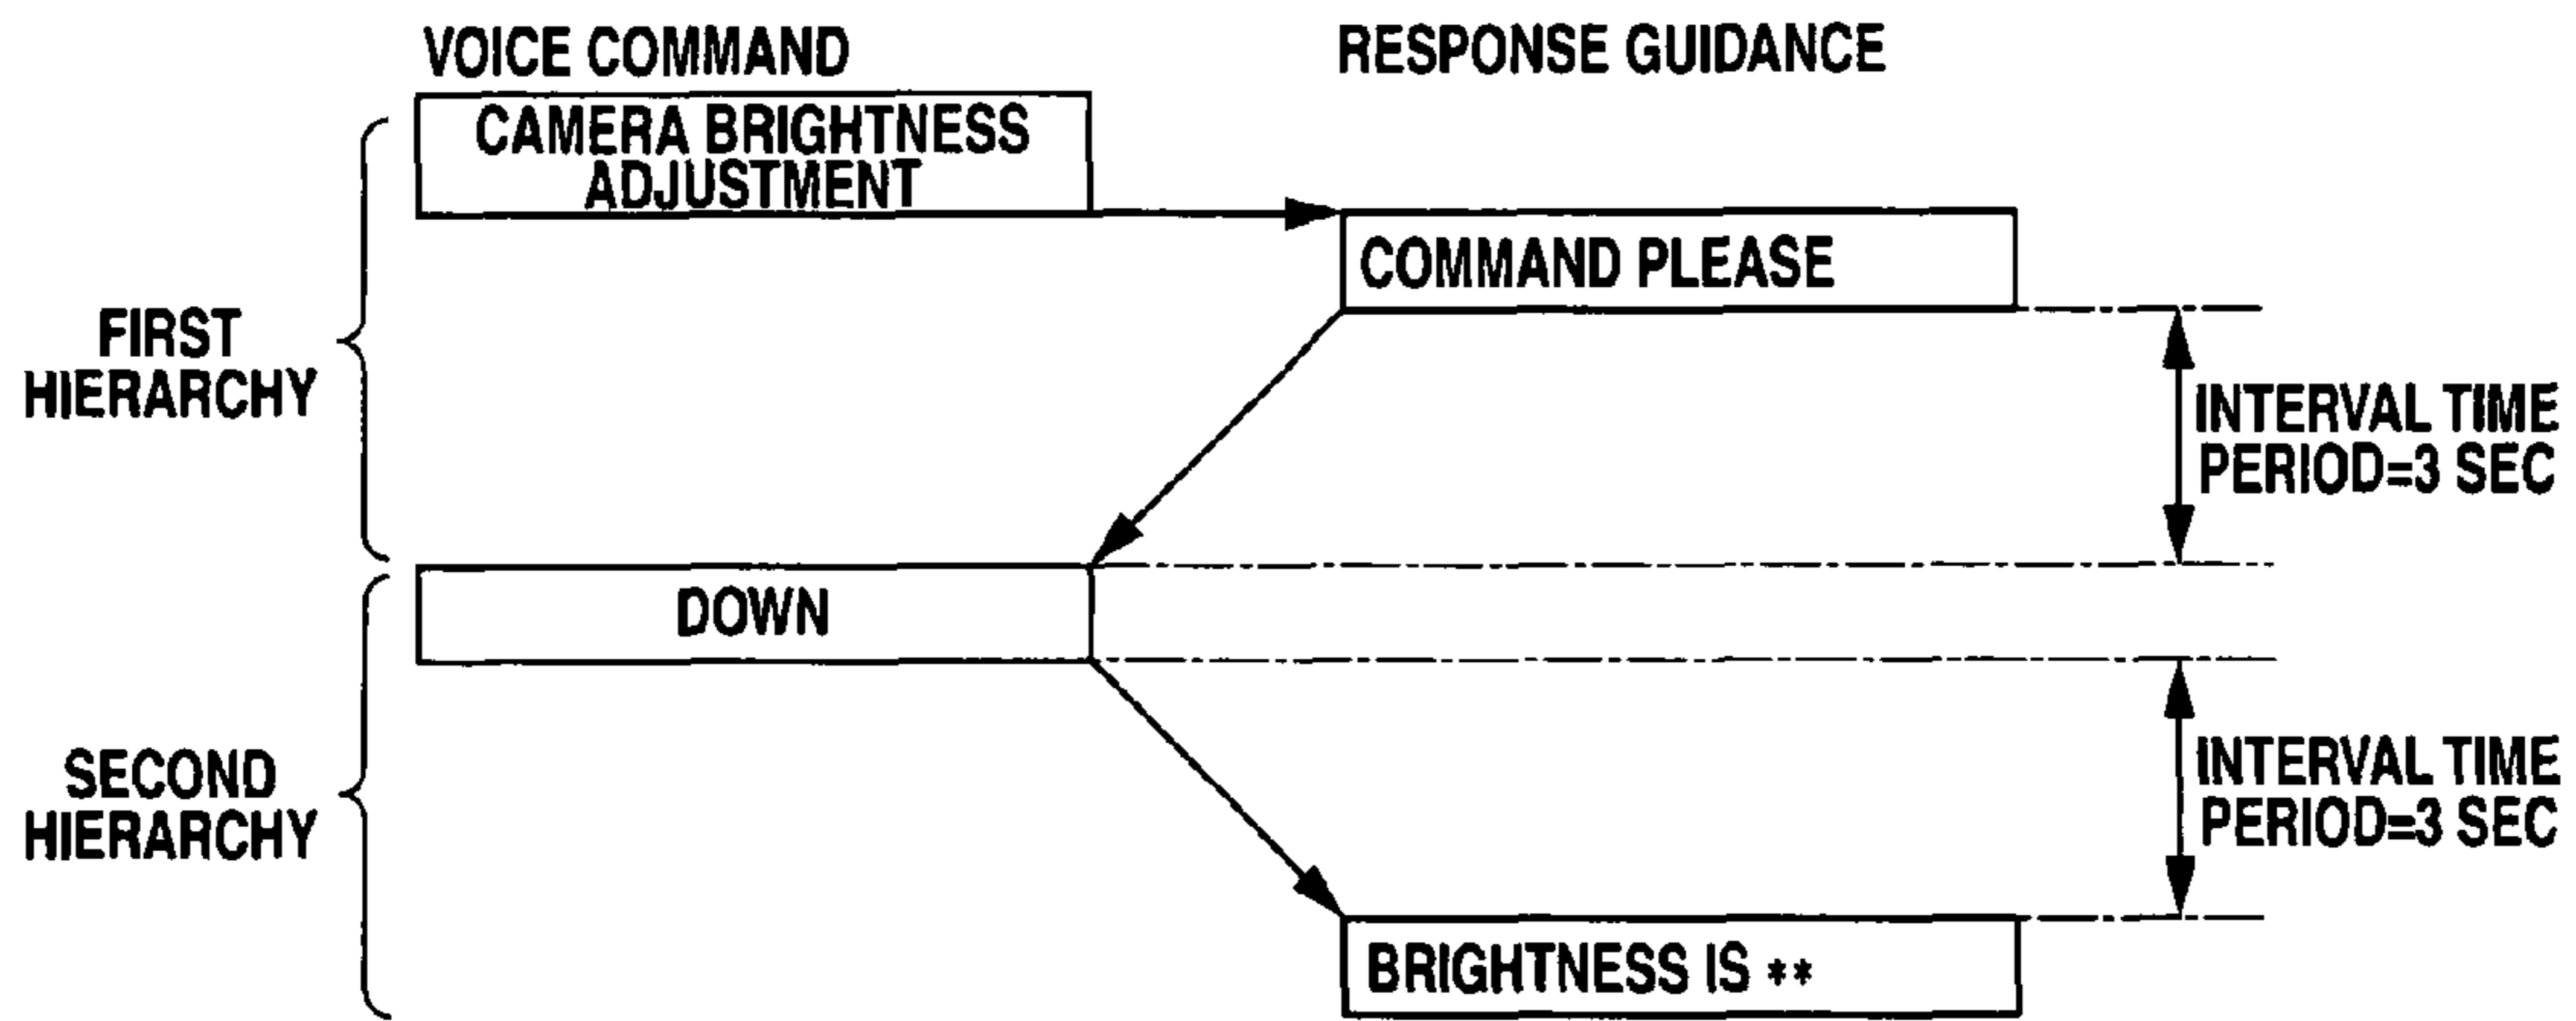 VOICE COMMAND
RESPONSE GUIDANCE
CAMERA BRIGHTNESS
ADJUSTMENT
COMMAND PLEASE
FIRST
HIERARCHY
INTERVAL TIME
PERIOD=3 SEC
DOWN
SECOND
HIERARCHY
INTERVAL TIME
PERIOD=3 SEC
BRIGHTNESS IS **